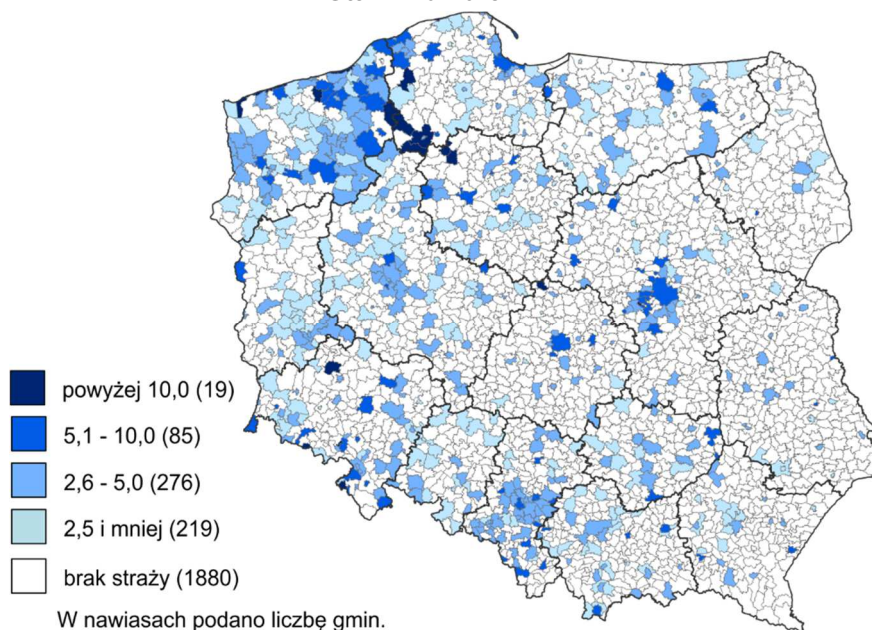 powyżej 10,0 (19)
5,1 - 10,0 (85)
2,6 - 5,0 (276)
2,5 i mniej (219)
brak straży (1880)
W nawiasach podano liczbę gmin.